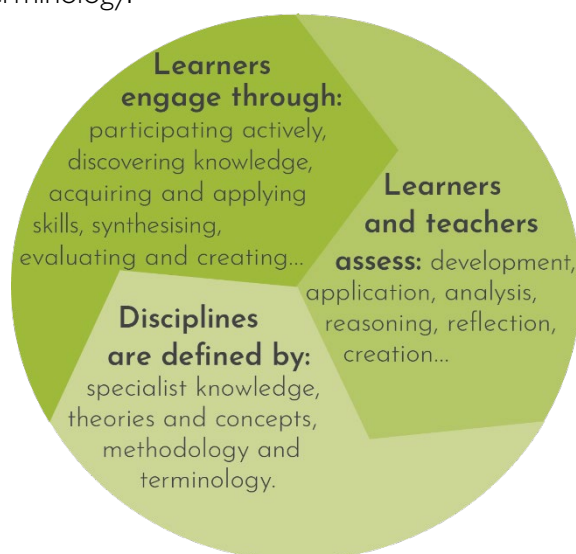 Learners
engage through:
participating actively,
discovering knowledge,
acquiring and applying
skills, synthesising,
evaluating and creating...
Learners
and teachers
assess: development,
application, analysis,
reasoning, reflection,
creation...
Disciplines
are defined by:
specialist knowledge,
theories and concepts,
methodology and
terminology.